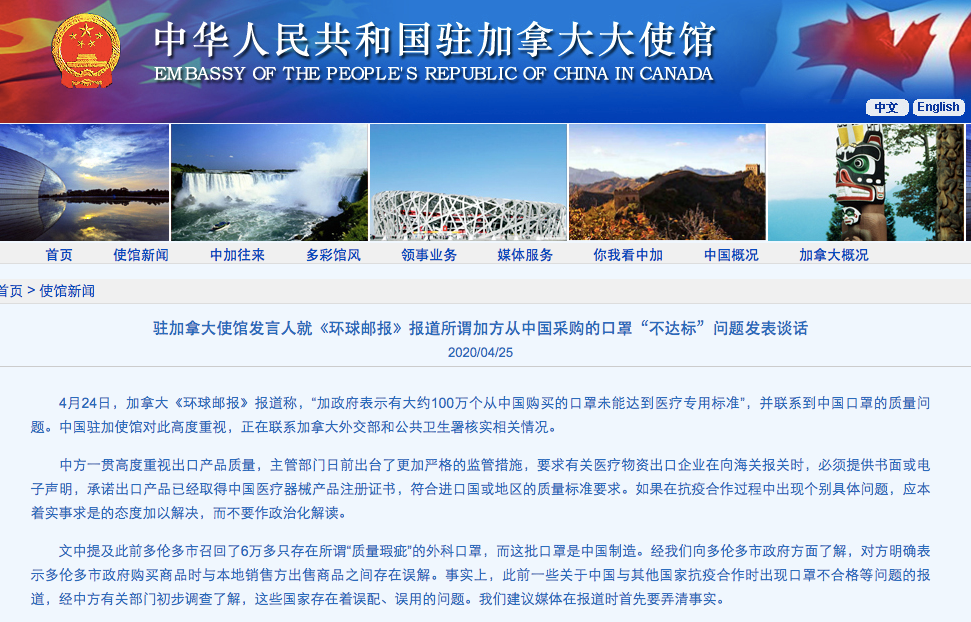 中华人民共和国驻加拿大大使馆
EMBASSY OF THE PEOPLE'S REPUBLIC OF CHINA IN CANADA
中文 English
首页 使馆新闻 中加往来 多彩馆风 领事业务 媒体服务 你我看中加 中国概况 加拿大概况
首页 > 使馆新闻
驻加拿大使馆发言人就《环球邮报》报道所谓加方从中国采购的口罩“不达标”问题发表谈话
2020/04/25
4月24日，加拿大《环球邮报》报道称，“加政府表示有大约100万个从中国购买的口罩未能达到医疗专用标准”，并联系到中国口罩的质量问
题。中国驻加使馆对此高度重视，正在联系加拿大外交部和公共卫生署核实相关情况。
中方一贯高度重视出口产品质量，主管部门日前出台了更加严格的监管措施，要求有关医疗物资出口企业在向海关报关时，必须提供书面或电
子声明，承诺出口产品已经取得中国医疗器械产品注册证书，符合进口国或地区的质量标准要求。如果在抗疫合作过程中出现个别具体问题，应本
着实事求是的态度加以解决，而不要作政治化解读。
文中提及此前多伦多市召回了6万多只存在所谓“质量瑕疵”的外科口罩，而这批口罩是中国制造。经我们向多伦多市政府方面了解，对方明确表
示多伦多市政府购买商品时与本地销售方出售商品之间存在误解。事实上，此前一些关于中国与其他国家抗疫合作时出现口罩不合格等问题的报
道，经中方有关部门初步调查了解，这些国家存在着误配、误用的问题。我们建议媒体在报道时首先要弄清事实。